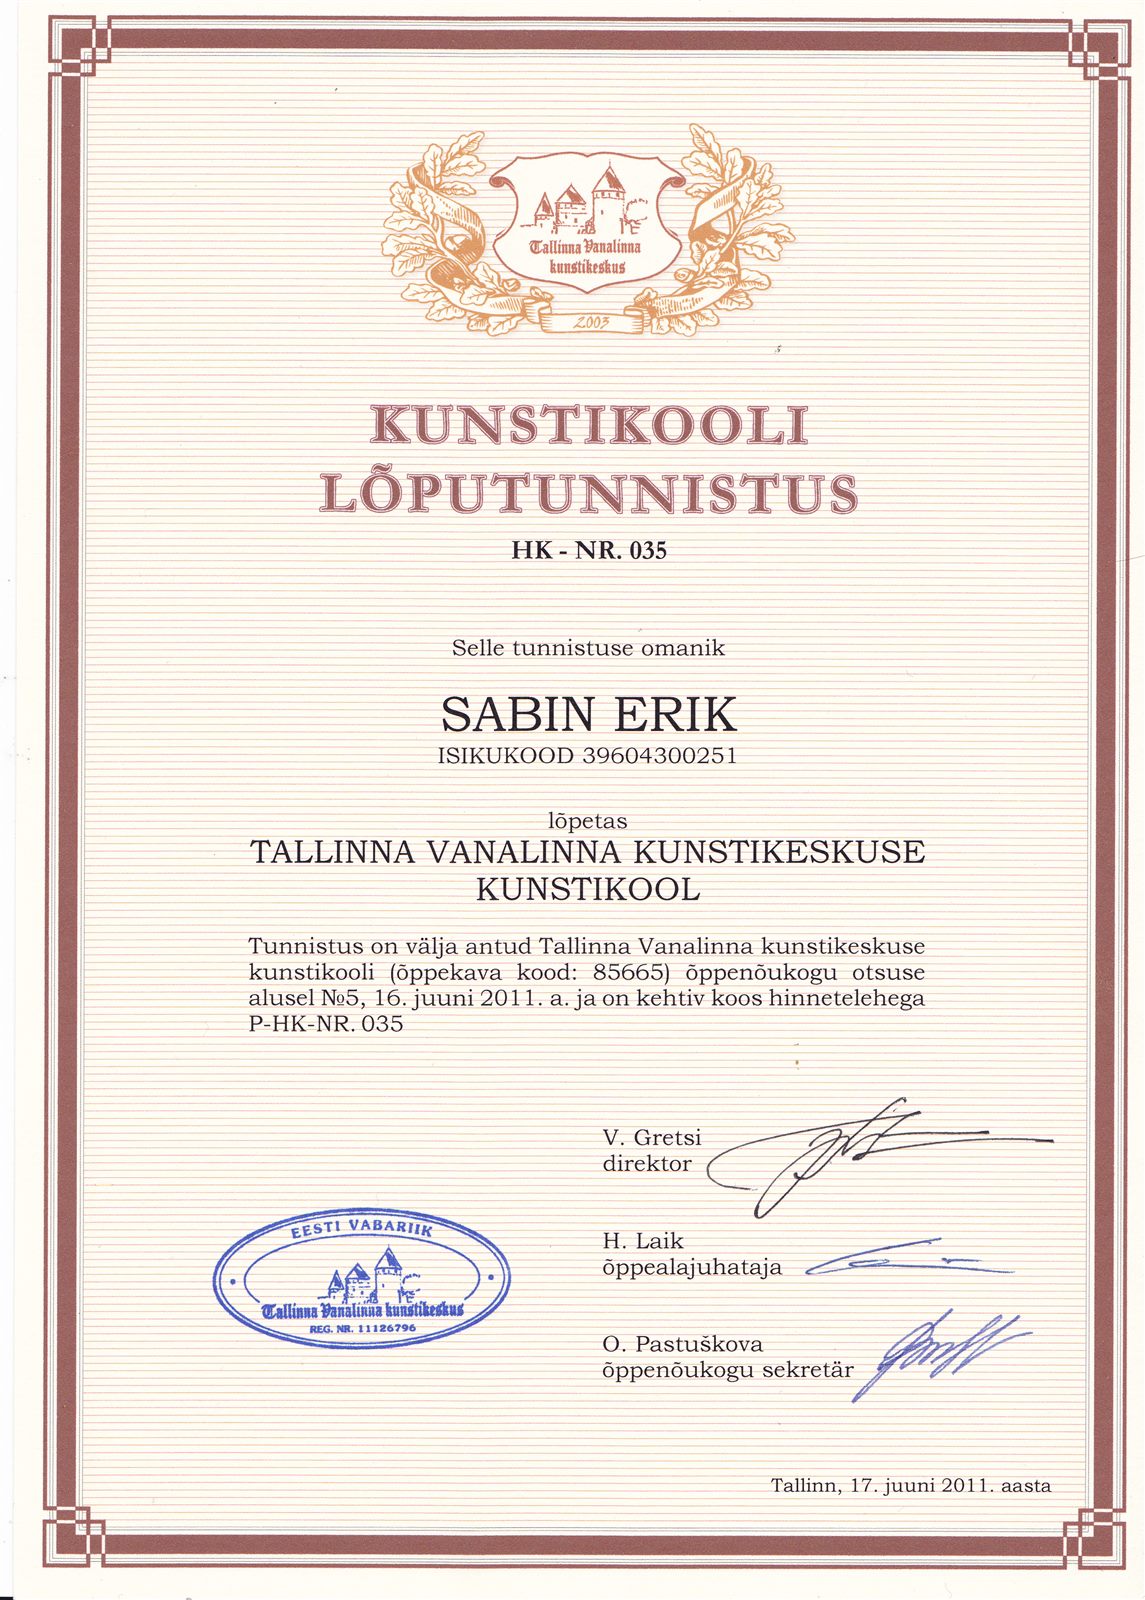 Tallinna Vanalinna
kunstikeskus
2003
KUNSTIKOOLI
LÕPUTUNNISTUS
HK - NR. 035
Selle tunnistuse omanik
SABIN ERIK
ISIKUKOOD 39604300251
lõpetas
TALLINNA VANALINNA KUNSTIKESKUSE
KUNSTIKOOL
Tunnistus on välja antud Tallinna Vanalinna kunstikeskuse
kunstikooli (õppekava kood: 85665) õppenõukogu otsuse
alusel №5, 16. juuni 2011. a. ja on kehtiv koos hinnetelehega
P-HK-NR. 035
V. Gretsi
direktor
H. Laik
õppealajuhataja
EESTI VABARIIK
Tallinna Vanalinna kunstikeskus
REG. NR. 11126796
O. Pastuškova
õppenõukogu sekretär
Tallinn, 17. juuni 2011. aasta